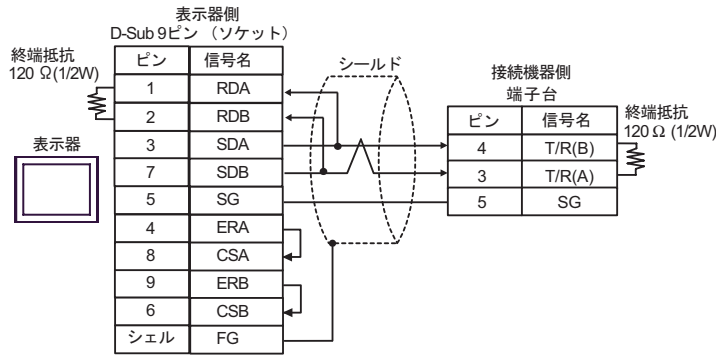 表示器側
D-Sub 9ピン （ソケット）
終端抵抗
120 Ω(1/2W)
ピン 信号名
1 RDA
2 RDB
3 SDA
7 SDB
5 SG
4 ERA
8 CSA
9 ERB
6 CSB
シェル FG
表示器
シールド
接続機器側
端子台
ピン 信号名
4 T/R(B)
3 T/R(A)
5 SG
終端抵抗
120 Ω (1/2W)